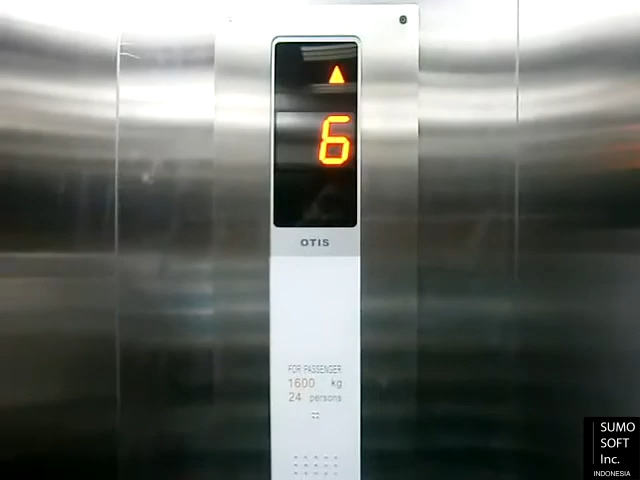 6
OTIS
FOR PASSENGER
1600 kg
24 persons
SUMO
SOFT
Inc.
INDONESIA